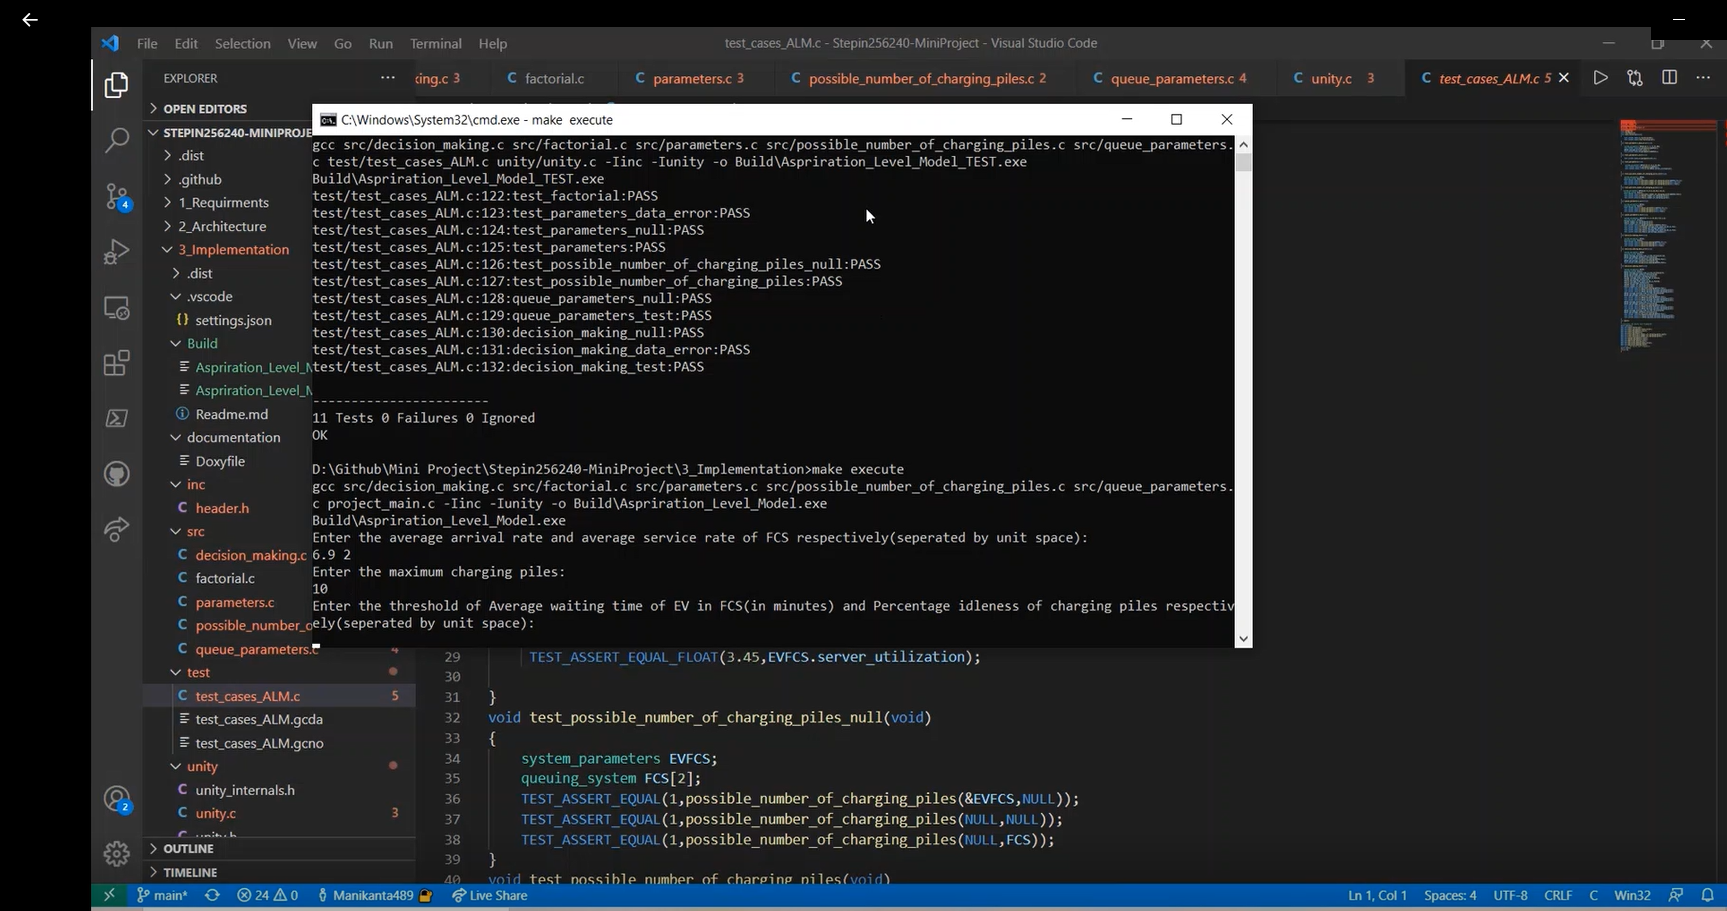 File Edit Selection View Go Run Terminal Help
test_cases_ALM.c - Stepin256240-MiniProject - Visual Studio Code
EXPLORER ...
king.c 3 C factorial.c C parameters.c 3 C possible_number_of_charging_piles.c 2 C queue_parameters.c 4 C unity.c 3 C test_cases_ALM.c 5
OPEN EDITORS
STEPIN256240-MINIPROJE
.dist
.github
1_Requirments
2_Architecture
3_Implementation
.dist
.vscode
{} settings.json
Build
Aspriration_Level_M
Aspriration_Level_M
Readme.md
documentation
Doxyfile
inc
C header.h
src
C decision_making.c
C factorial.c
C parameters.c
C possible_number_o
C queue_parameters.c 4
test
C test_cases_ALM.c 5
test_cases_ALM.gcda
test_cases_ALM.gcno
unity
C unity_internals.h
C unity.c 3
C unity.h
OUTLINE
TIMELINE
4
2
C:\Windows\System32\cmd.exe - make execute
gcc src/decision_making.c src/factorial.c src/parameters.c src/possible_number_of_charging_piles.c src/queue_parameters.
c test/test_cases_ALM.c unity/unity.c -Iinc -Iunity -o Build\Aspriration_Level_Model_TEST.exe
Build\Aspriration_Level_Model_TEST.exe
test/test_cases_ALM.c:122:test_factorial:PASS
test/test_cases_ALM.c:123:test_parameters_data_error:PASS
test/test_cases_ALM.c:124:test_parameters_null:PASS
test/test_cases_ALM.c:125:test_parameters:PASS
test/test_cases_ALM.c:126:test_possible_number_of_charging_piles_null:PASS
test/test_cases_ALM.c:127:test_possible_number_of_charging_piles:PASS
test/test_cases_ALM.c:128:queue_parameters_null:PASS
test/test_cases_ALM.c:129:queue_parameters_test:PASS
test/test_cases_ALM.c:130:decision_making_null:PASS
test/test_cases_ALM.c:131:decision_making_data_error:PASS
test/test_cases_ALM.c:132:decision_making_test:PASS
-----------------------
11 Tests 0 Failures 0 Ignored
OK
D:\Github\Mini Project\Stepin256240-MiniProject\3_Implementation>make execute
gcc src/decision_making.c src/factorial.c src/parameters.c src/possible_number_of_charging_piles.c src/queue_parameters.
c project_main.c -Iinc -Iunity -o Build\Aspriration_Level_Model.exe
Build\Aspriration_Level_Model.exe
Enter the average arrival rate and average service rate of FCS respectively(seperated by unit space):
6.9 2
Enter the maximum charging piles:
10
Enter the threshold of Average waiting time of EV in FCS(in minutes) and Percentage idleness of charging piles respectiv
ely(seperated by unit space):
29 TEST_ASSERT_EQUAL_FLOAT(3.45,EVFCS.server_utilization);
30
31 }
32 void test_possible_number_of_charging_piles_null(void)
33 {
34 system_parameters EVFCS;
35 queuing_system FCS[2];
36 TEST_ASSERT_EQUAL(1,possible_number_of_charging_piles(&EVFCS,NULL));
37 TEST_ASSERT_EQUAL(1,possible_number_of_charging_piles(NULL,NULL));
38 TEST_ASSERT_EQUAL(1,possible_number_of_charging_piles(NULL,FCS));
39 }
40 void test_possible_number_of_charging_piles(void)
main* 24 0 Manikanta489 Live Share Ln 1, Col 1 Spaces: 4 UTF-8 CRLF C Win32